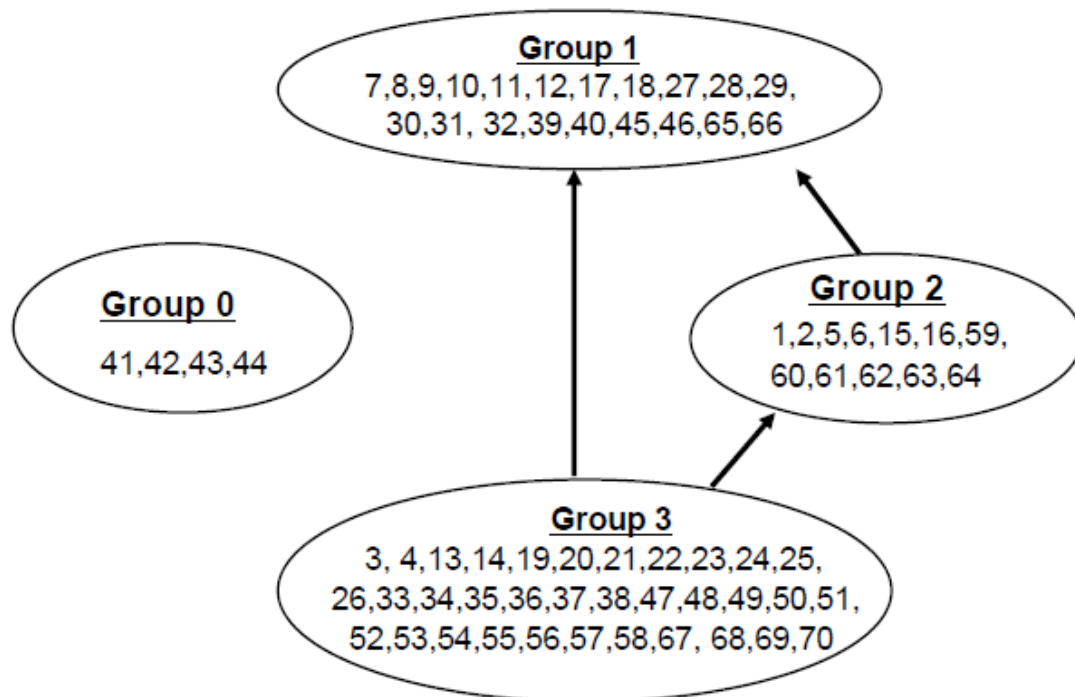 Group 1
7,8,9,10,11,12,17,18,27,28,29,
30,31, 32,39,40,45,46,65,66
Group 0
41,42,43,44
Group 2
1,2,5,6,15,16,59,
60,61,62,63,64
Group 3
3, 4,13,14,19,20,21,22,23,24,25,
26,33,34,35,36,37,38,47,48,49,50,51,
52,53,54,55,56,57,58,67, 68,69,70